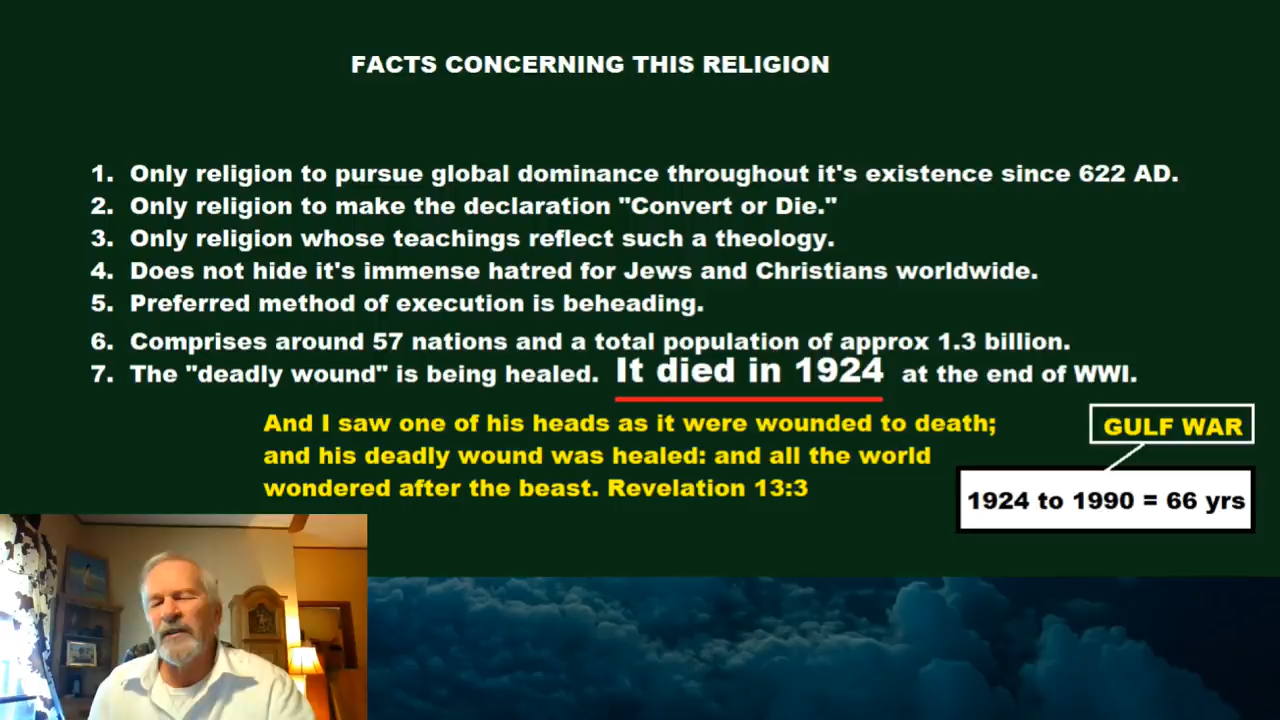 FACTS CONCERNING THIS RELIGION
1. Only religion to pursue global dominance throughout it's existence since 622 AD.
2. Only religion to make the declaration "Convert or Die."
3. Only religion whose teachings reflect such a theology.
4. Does not hide it's immense hatred for Jews and Christians worldwide.
5. Preferred method of execution is beheading.
6. Comprises around 57 nations and a total population of approx 1.3 billion.
7. The "deadly wound" is being healed. It died in 1924 at the end of WWI.
And I saw one of his heads as it were wounded to death;
and his deadly wound was healed: and all the world
wondered after the beast. Revelation 13:3
GULF WAR
1924 to 1990 = 66 yrs